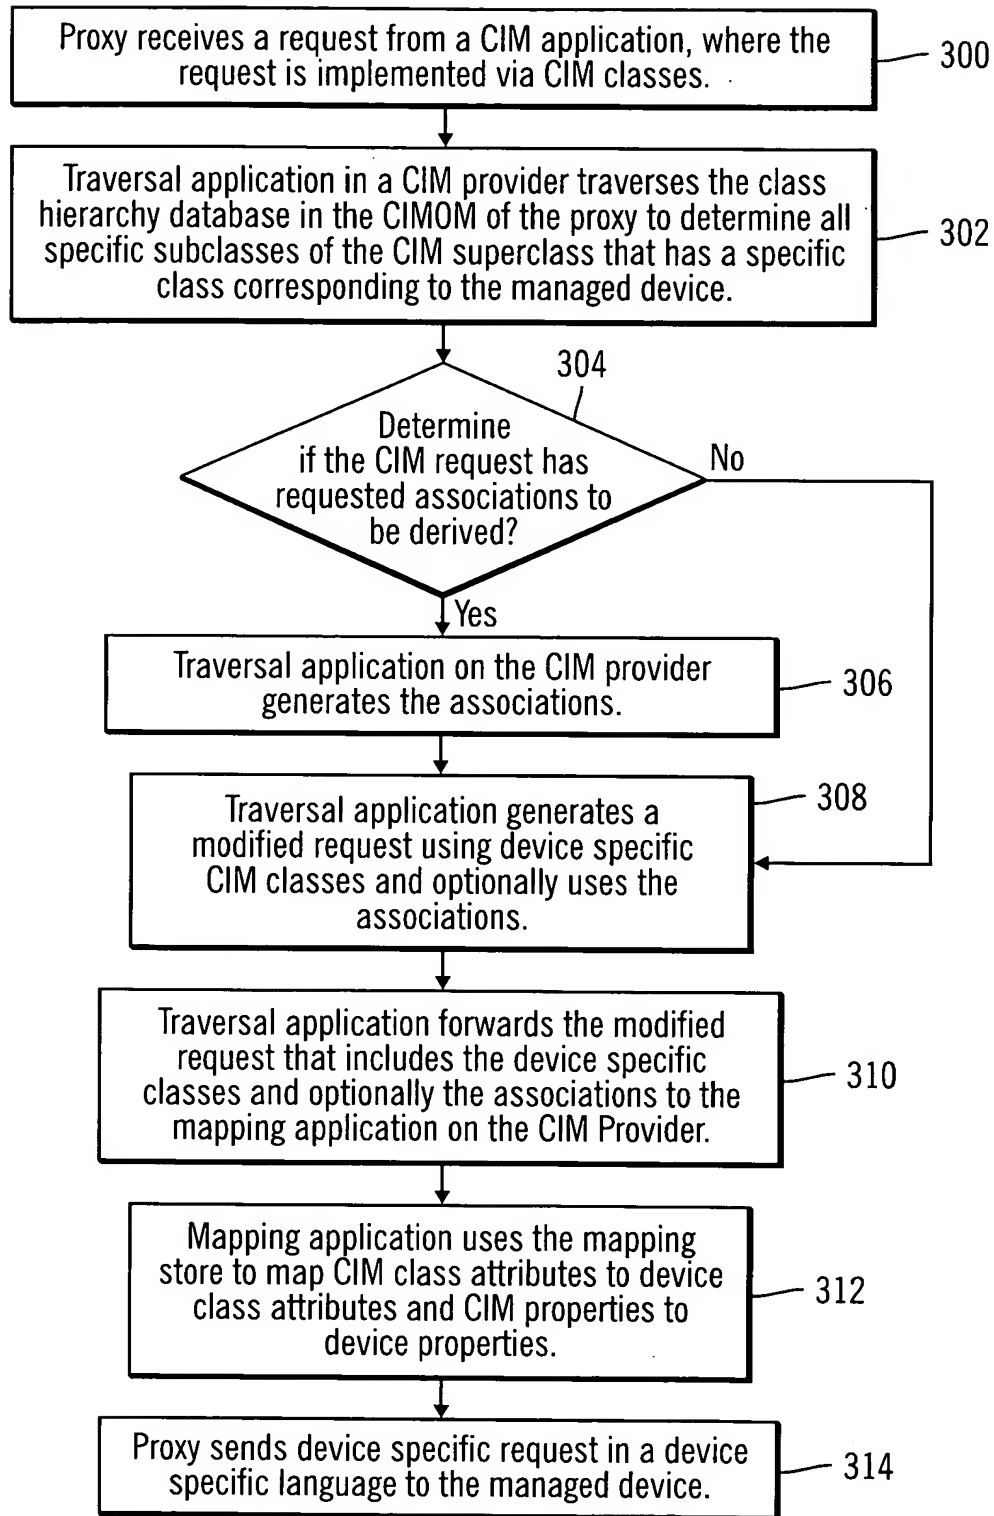 Proxy receives a request from a CIM application, where the
request is implemented via CIM classes.
300
Traversal application in a CIM provider traverses the class
hierarchy database in the CIMOM of the proxy to determine all
specific subclasses of the CIM superclass that has a specific
class corresponding to the managed device.
302
304
Determine
if the CIM request has
requested associations to
be derived?
No
Yes
Traversal application on the CIM provider
generates the associations.
306
Traversal application generates a
modified request using device specific
CIM classes and optionally uses the
associations.
308
Traversal application forwards the modified
request that includes the device specific
classes and optionally the associations to the
mapping application on the CIM Provider.
310
Mapping application uses the mapping
store to map CIM class attributes to device
class attributes and CIM properties to
device properties.
312
Proxy sends device specific request in a device
specific language to the managed device.
314